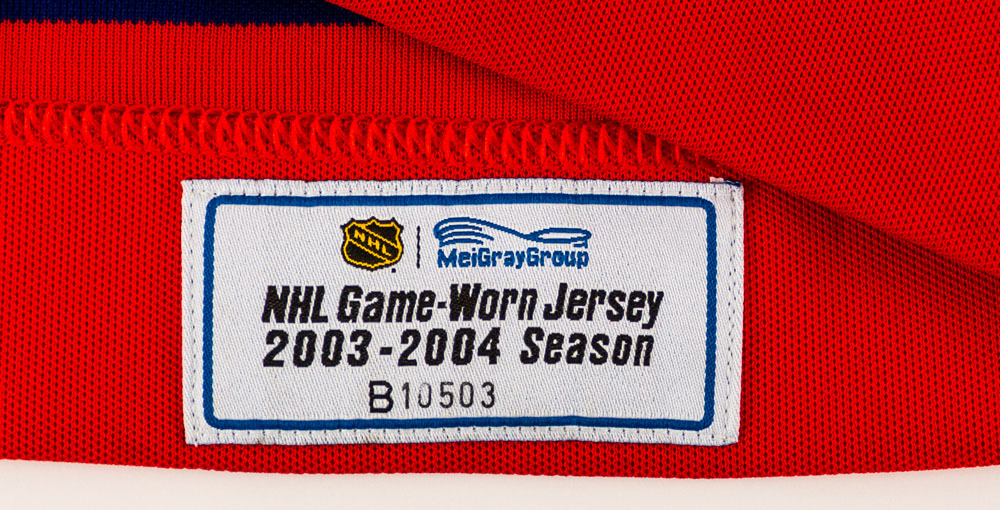 NHL
MeiGrayGroup
NHL Game-Worn Jersey
2003-2004 Season
B10503